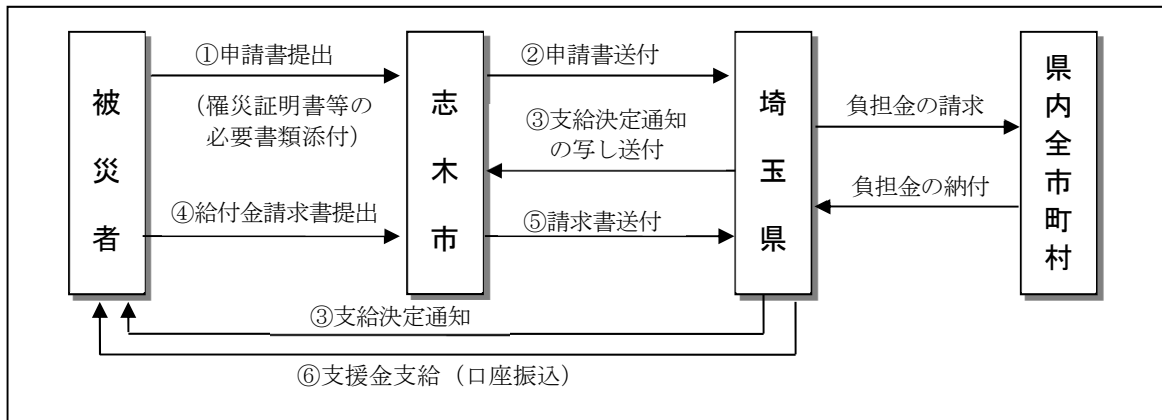 被災者
①申請書提出
(罹災証明書等の
必要書類添付)
④給付金請求書提出
志木市
②申請書送付
③支給決定通知
の写し送付
⑤請求書送付
埼玉県
負担金の請求
負担金の納付
県内全市町村
③支給決定通知
⑥支援金支給（口座振込）